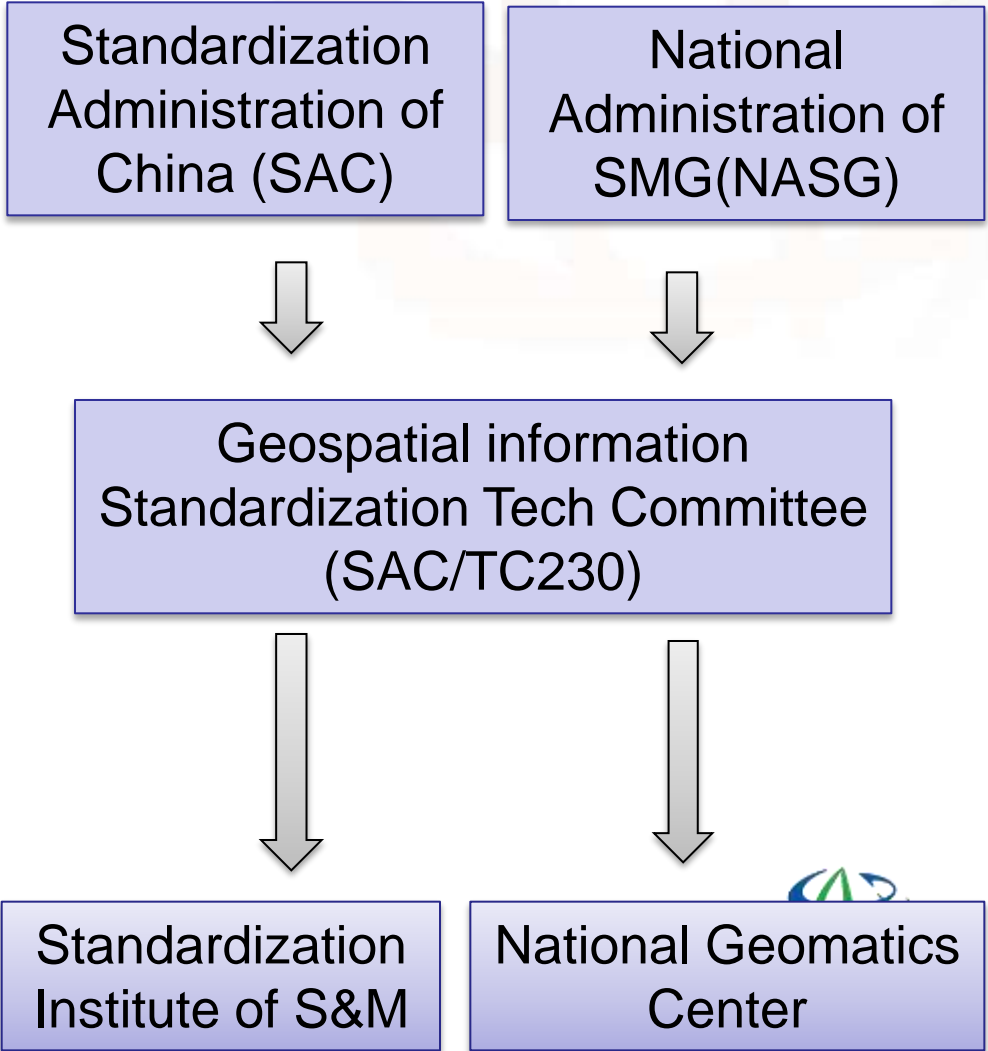 Standardization
Administration of
China (SAC)
National
Administration of
SMG(NASG)
Geospatial information
Standardization Tech Committee
(SAC/TC230)
Standardization
Institute of S&M
National Geomatics
Center